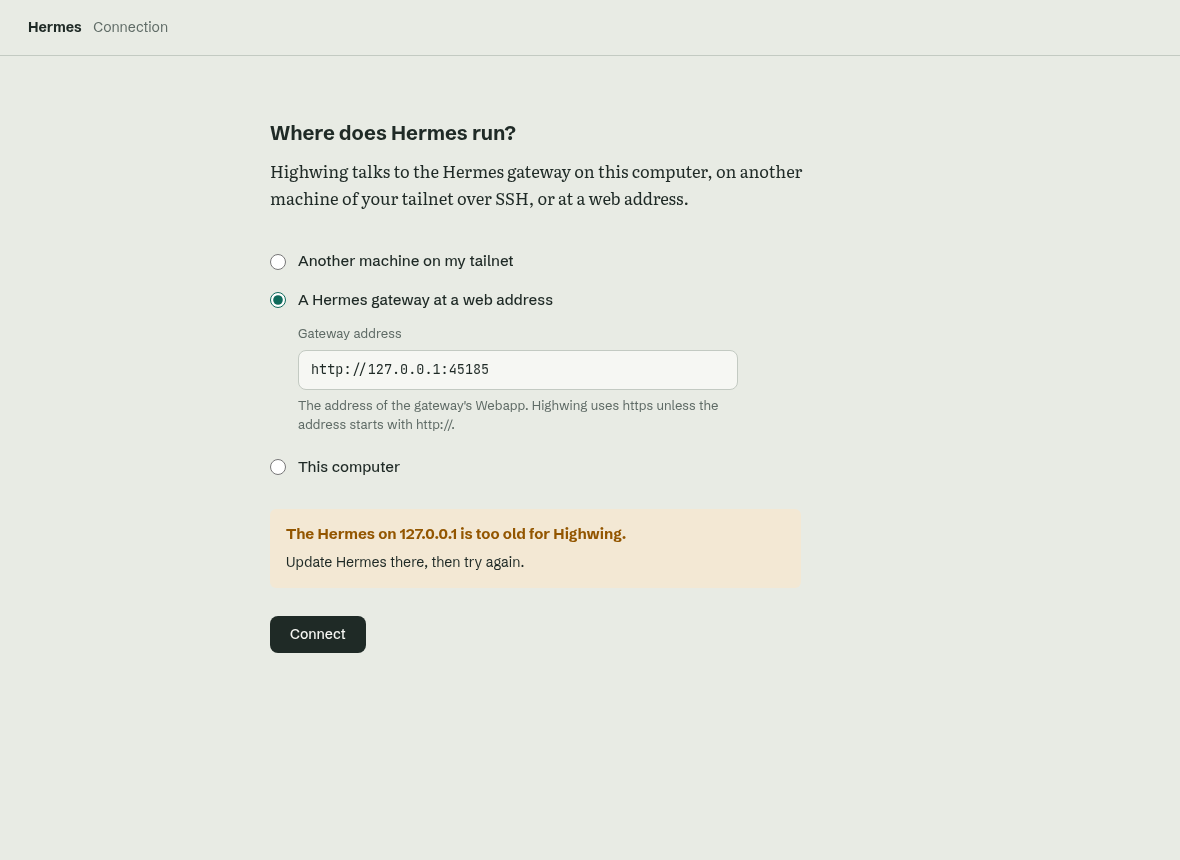 Hermes Connection
Where does Hermes run?
Highwing talks to the Hermes gateway on this computer, on another
machine of your tailnet over SSH, or at a web address.
Another machine on my tailnet
A Hermes gateway at a web address
Gateway address
http://127.0.0.1:45185
The address of the gateway's Webapp. Highwing uses https unless the
address starts with http://.
This computer
The Hermes on 127.0.0.1 is too old for Highwing.
Update Hermes there, then try again.
Connect